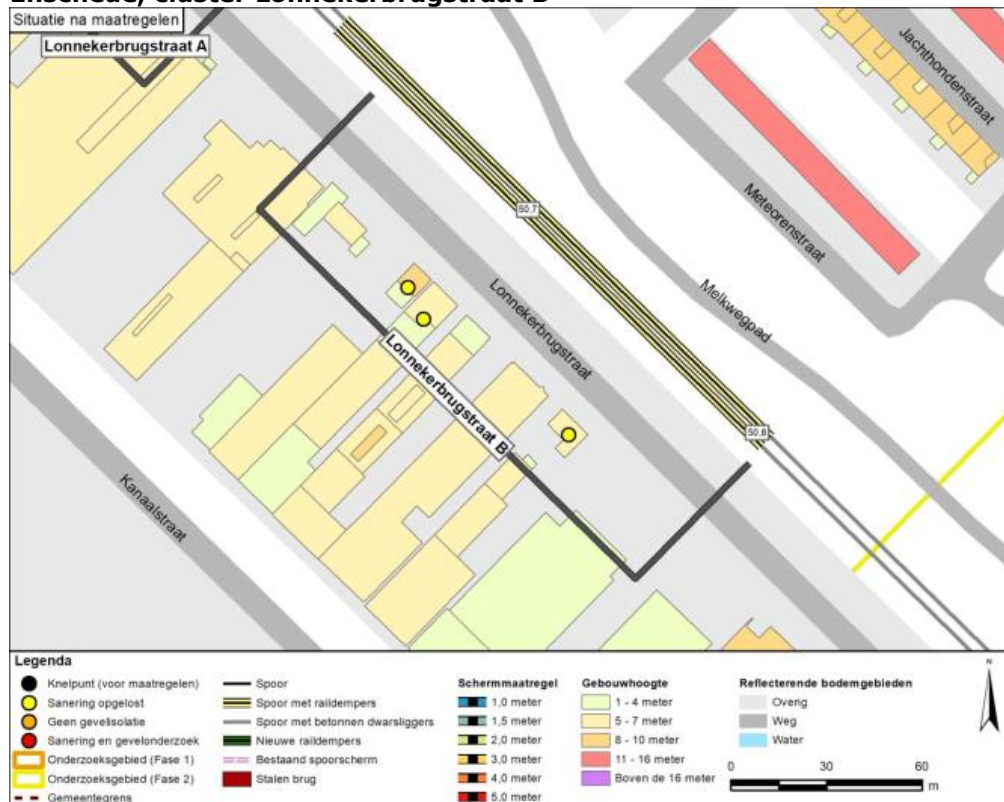 Enschede, cluster Lonnekerbrugstraat B
Situatie na maatregelen
Lonnekerbrugstraat A
Jachthondenstraat
Meteorenstraat
50,7
Lonnekerbrugstraat
Melkwegpad
Lonnekerbrugstraat B
50,8
Kanaalstraat
Legenda
Knelpunt (voor maatregelen)
Sanering opgelost
Geen gevelisolatie
Sanering en gevelonderzoek
Onderzoeksgebied (Fase 1)
Onderzoeksgebied (Fase 2)
Gemeentegrens
Spoor
Spoor met raildempers
Spoor met betonnen dwarsliggers
Nieuwe raildempers
Bestaand spoorscherm
Stalen brug
Schermmaatregel
1,0 meter
1,5 meter
2,0 meter
3,0 meter
4,0 meter
5,0 meter
Gebouwhoogte
1 - 4 meter
5 - 7 meter
8 - 10 meter
11 - 16 meter
Boven de 16 meter
Reflecterende bodemgebieden
Overig
Weg
Water
N
0 30 60
m